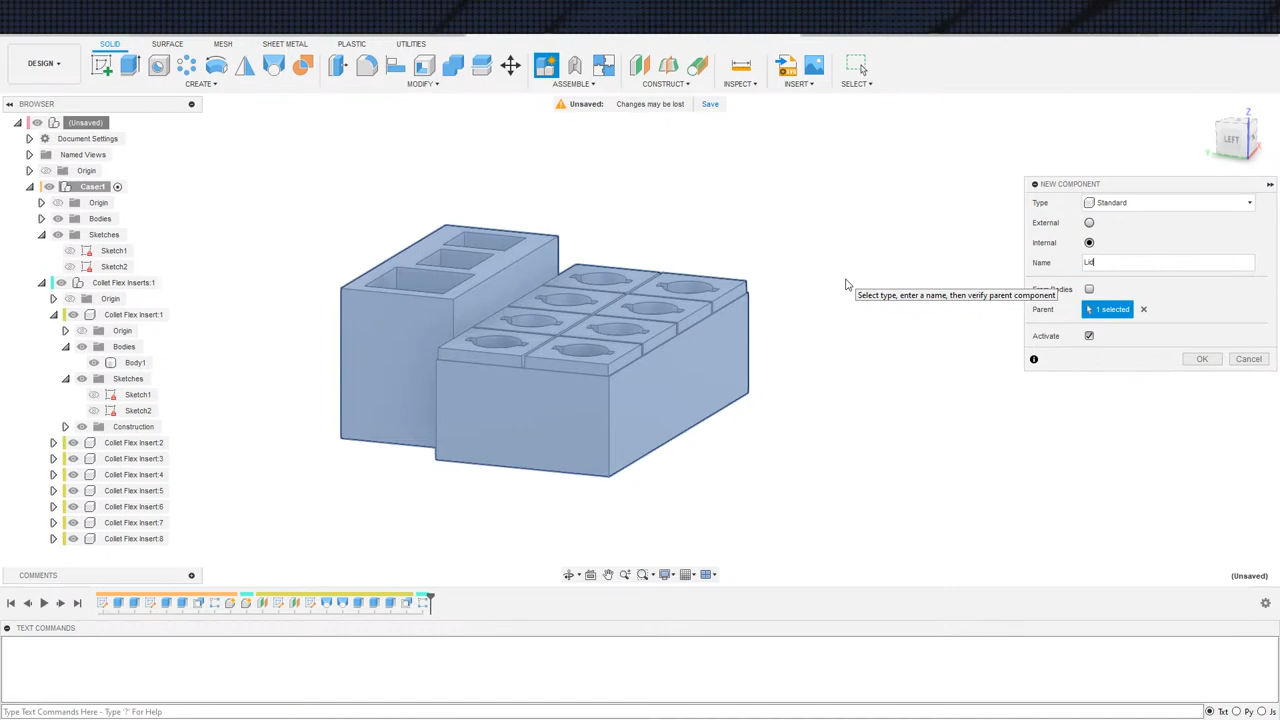 SOLID SURFACE MESH SHEET METAL PLASTIC UTILITIES
DESIGN
CREATE MODIFY ASSEMBLE CONSTRUCT INSPECT INSERT SELECT
BROWSER
Unsaved: Changes may be lost Save
(Unsaved)
Document Settings
Named Views
Origin
Case:1
Origin
Bodies
Sketches
Sketch1
Sketch2
Collet Flex Inserts:1
Origin
Collet Flex Insert:1
Origin
Bodies
Body1
Sketches
Sketch1
Sketch2
Construction
Collet Flex Insert:2
Collet Flex Insert:3
Collet Flex Insert:4
Collet Flex Insert:5
Collet Flex Insert:6
Collet Flex Insert:7
Collet Flex Insert:8
Z
LEFT
NEW COMPONENT
Type Standard
External
Internal
Name Lid
Select type, enter a name, then verify parent component
Parent 1 selected
Activate
OK Cancel
COMMENTS
(Unsaved)
TEXT COMMANDS
Type Text Commands Here - Type '?' For Help
Txt Py Js